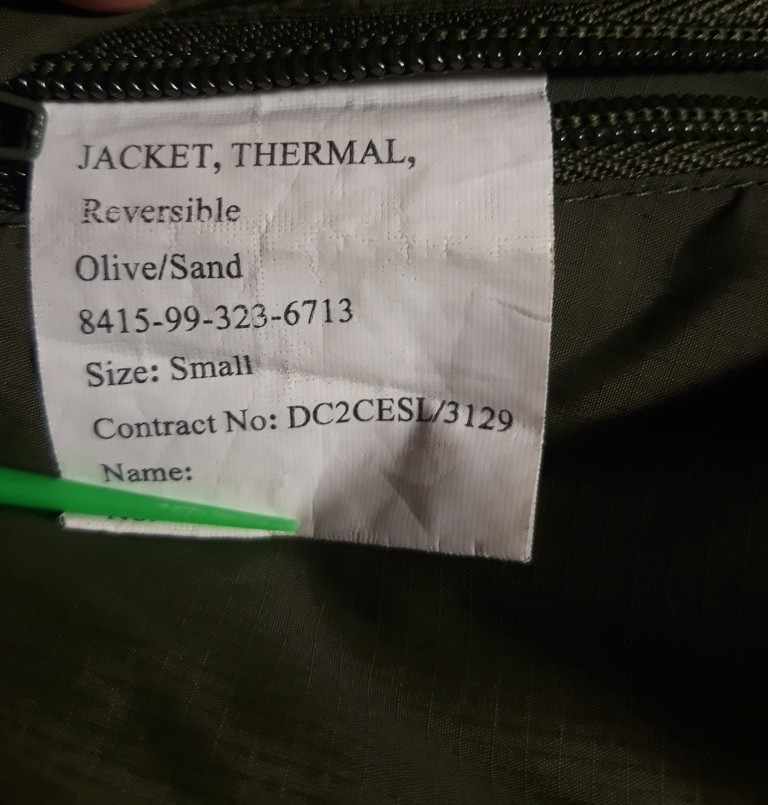 JACKET, THERMAL,
Reversible
Olive/Sand
8415-99-323-6713
Size: Small
Contract No: DC2CESL/3129
Name: